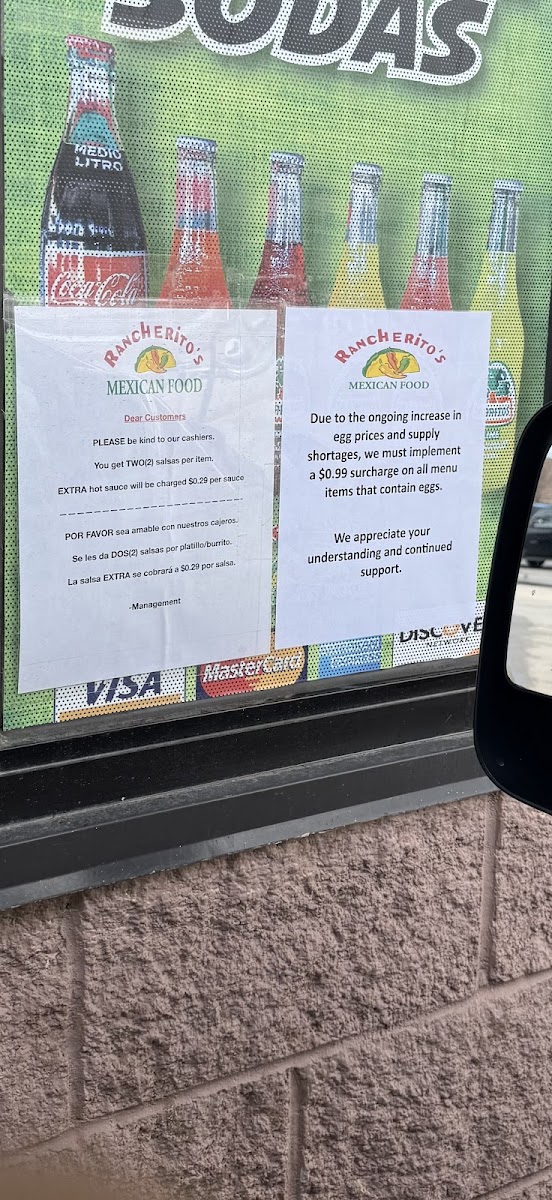 SODAS
MEDIO
LITRO
Coca-Cola
RANCHERITO'S
MEXICAN FOOD
Dear Customers
PLEASE be kind to our cashiers.
You get TWO(2) salsas per item.
EXTRA hot sauce will be charged $0.29 per sauce
POR FAVOR sea amable con nuestros cajeros.
Se les da DOS(2) salsas por platillo/burrito.
La salsa EXTRA se cobrará a $0.29 por salsa.
-Management
RANCHERITO'S
MEXICAN FOOD
Due to the ongoing increase in
egg prices and supply
shortages, we must implement
a $0.99 surcharge on all menu
items that contain eggs.
We appreciate your
understanding and continued
support.
VISA
MasterCard
DISCOVE